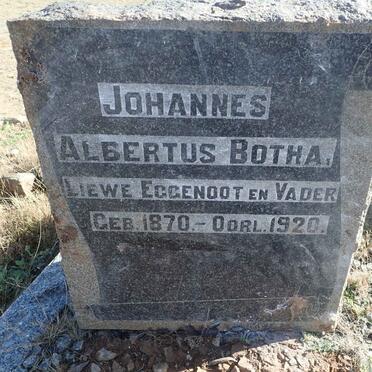 JOHANNES
ALBERTUS BOTHA.
LIEWE EGGENOOT EN VADER
GEB. 1870.- OORL. 1920.